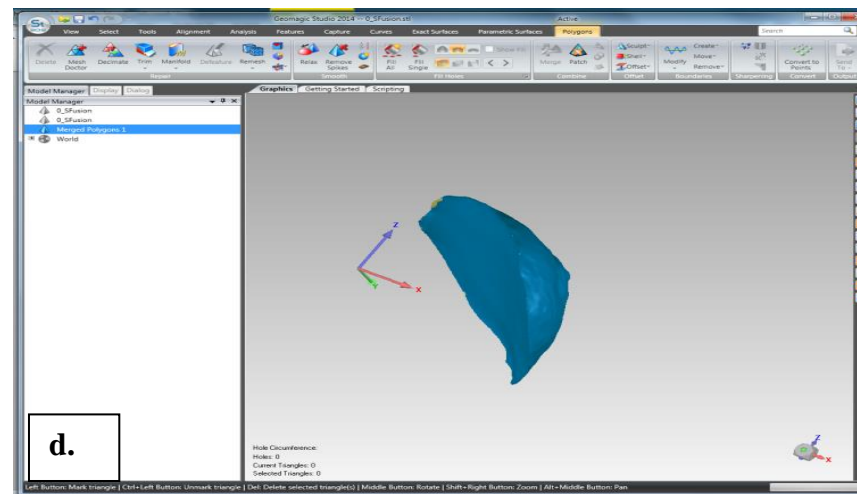 Geomagic Studio 2014 -- 0_SFusion.stl Active
View Select Tools Alignment Analysis Features Capture Curves Exact Surfaces Parametric Surfaces Polygons Search
Delete Mesh Doctor Decimate Trim Manifold Defeature Remesh Relax Remove Spikes Fill All Fill Single Merge Patch Sculpt Shell Offset Modify Create Move Remove Convert to Points Send To
Repair Smooth Fill Holes Combine Offset Boundaries Sharpening Convert Output
Model Manager Display Dialog Graphics Getting Started Scripting
Model Manager
0_SFusion
0_SFusion
Merged Polygons 1
World
Z
Y
X
Hole Circumference:
Holes: 0
Current Triangles: 0
Selected Triangles: 0
d.
Z
X
Left Button: Mark triangle | Ctrl+Left Button: Unmark triangle | Del: Delete selected triangle(s) | Middle Button: Rotate | Shift+Right Button: Zoom | Alt+Middle Button: Pan